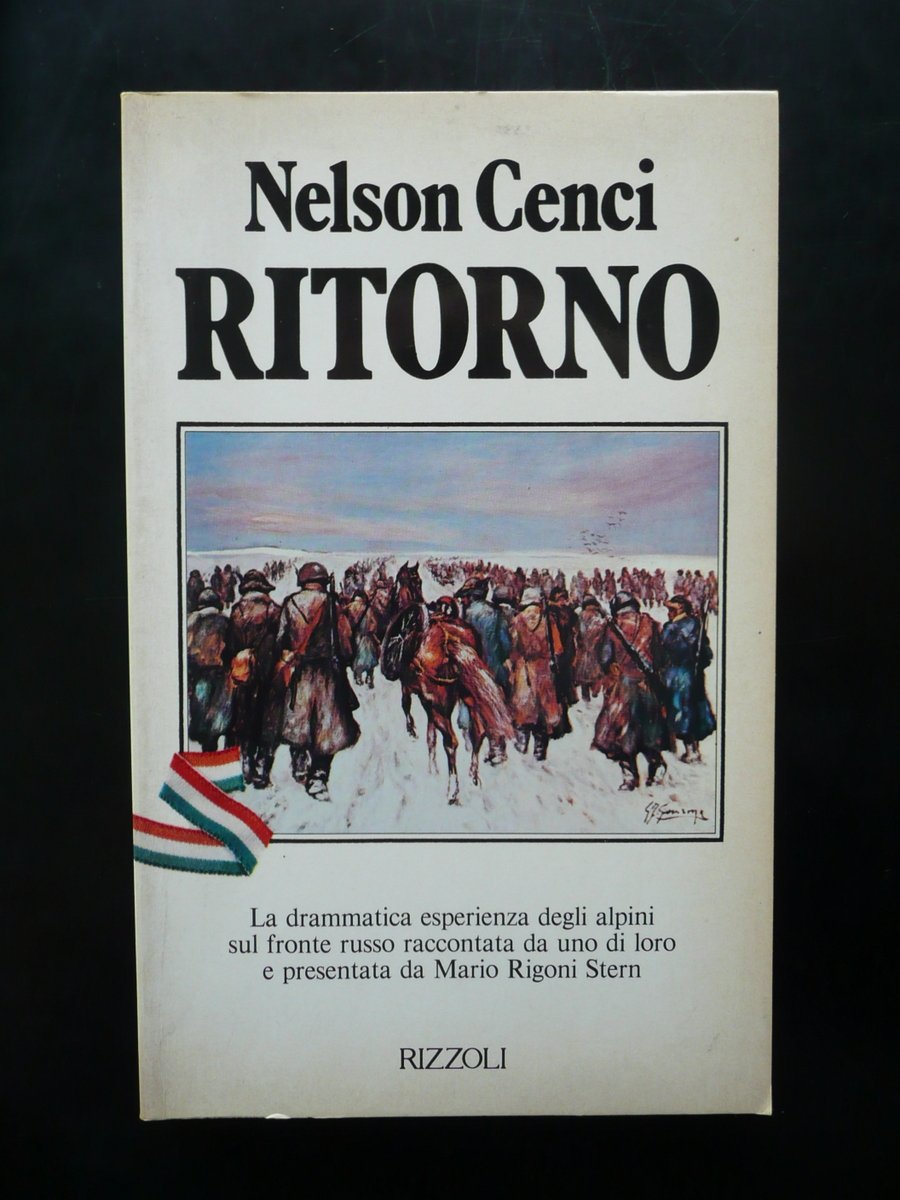 Nelson Cenci
RITORNO
La drammatica esperienza degli alpini
sul fronte russo raccontata da uno di loro
e presentata da Mario Rigoni Stern
RIZZOLI